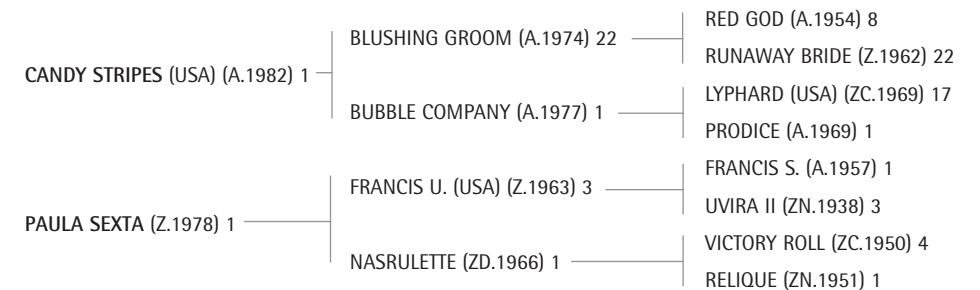 RED GOD (A.1954) 8
BLUSHING GROOM (A.1974) 22
RUNAWAY BRIDE (Z.1962) 22
CANDY STRIPES (USA) (A.1982) 1
LYPHARD (USA) (ZC.1969) 17
BUBBLE COMPANY (A.1977) 1
PRODICE (A.1969) 1
FRANCIS S. (A.1957) 1
FRANCIS U. (USA) (Z.1963) 3
UVIRA II (ZN.1938) 3
PAULA SEXTA (Z.1978) 1
VICTORY ROLL (ZC.1950) 4
NASRULETTE (ZD.1966) 1
RELIQUE (ZN.1951) 1